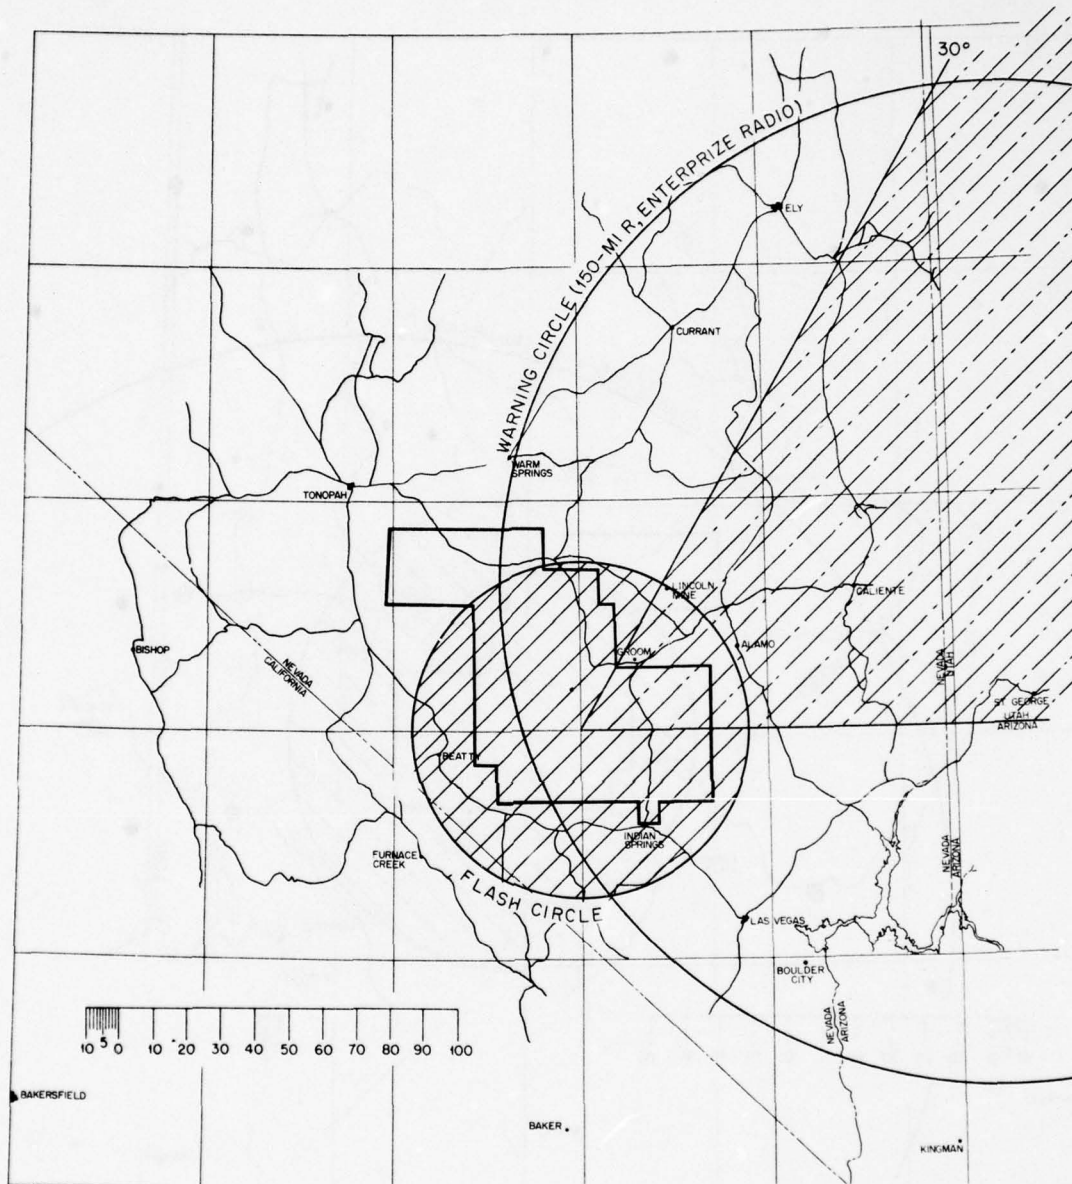 30°
WARNING CIRCLE (150-MI R, ENTERPRIZE RADIO)
ELY
CURRANT
WARM
SPRINGS
TONOPAH
LINCOLN
MINE
CALIENTE
BISHOP
GROOM
ALAMO
NEVADA
CALIFORNIA
NEVADA
UTAH
ST GEORGE
UTAH
ARIZONA
BEATTY
INDIAN
SPRINGS
FURNACE
CREEK
NEVADA
ARIZONA
FLASH CIRCLE
LAS VEGAS
BOULDER
CITY
NEVADA
ARIZONA
10 5 0 10 20 30 40 50 60 70 80 90 100
BAKERSFIELD
BAKER
KINGMAN